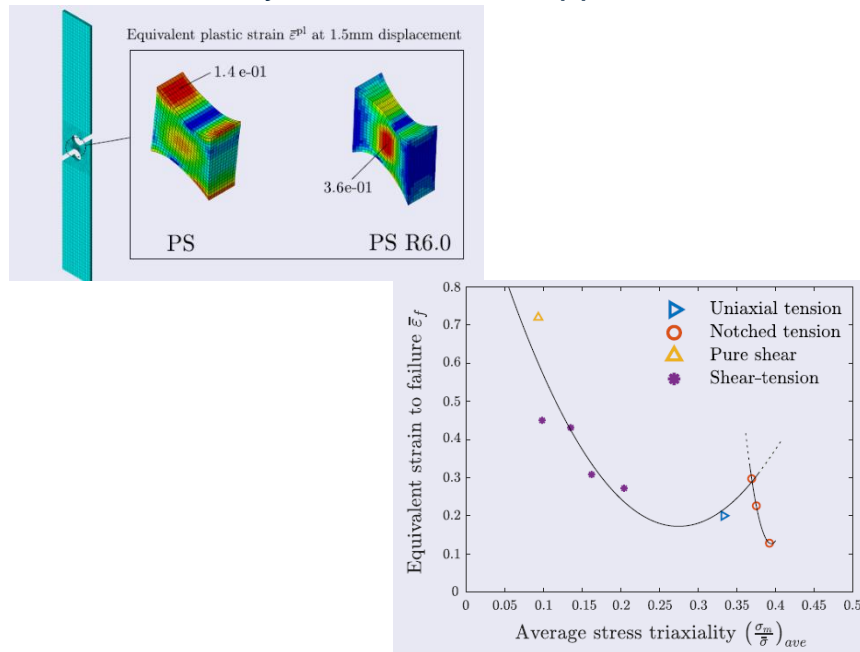 Equivalent plastic strain ε̄ᵖˡ at 1.5mm displacement
1.4 e-01
3.6e-01
PS
PS R6.0
Equivalent strain to failure ε̄_f
0.8
0.7
0.6
0.5
0.4
0.3
0.2
0.1
0
Uniaxial tension
Notched tension
Pure shear
Shear-tension
0 0.05 0.1 0.15 0.2 0.25 0.3 0.35 0.4 0.45 0.5
Average stress triaxiality (σ_m/σ̄)_ave